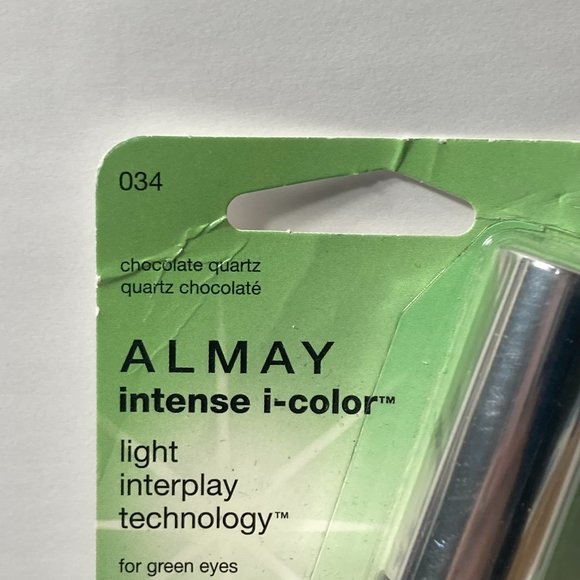 034
chocolate quartz
quartz chocolaté
ALMAY
intense i-color™
light
interplay
technology™
for green eyes